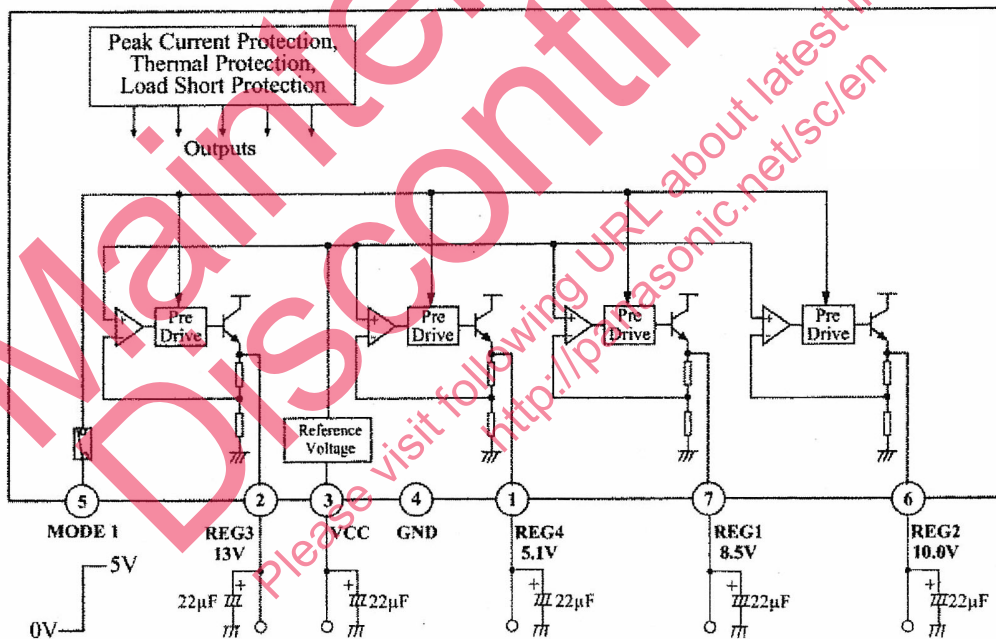 Peak Current Protection,
Thermal Protection,
Load Short Protection
Outputs
Pre
Drive
Pre
Drive
Pre
Drive
Pre
Drive
Reference
Voltage
5
2
3
4
1
7
6
MODE 1
REG3
13V
VCC
GND
REG4
5.1V
REG1
8.5V
REG2
10.0V
5V
0V
22µF
22µF
22µF
22µF
22µF
+
-
+
-
+
-
+
-
+
+
+
+
+
Please visit following URL about latest
http://panasonic.net/sc/en